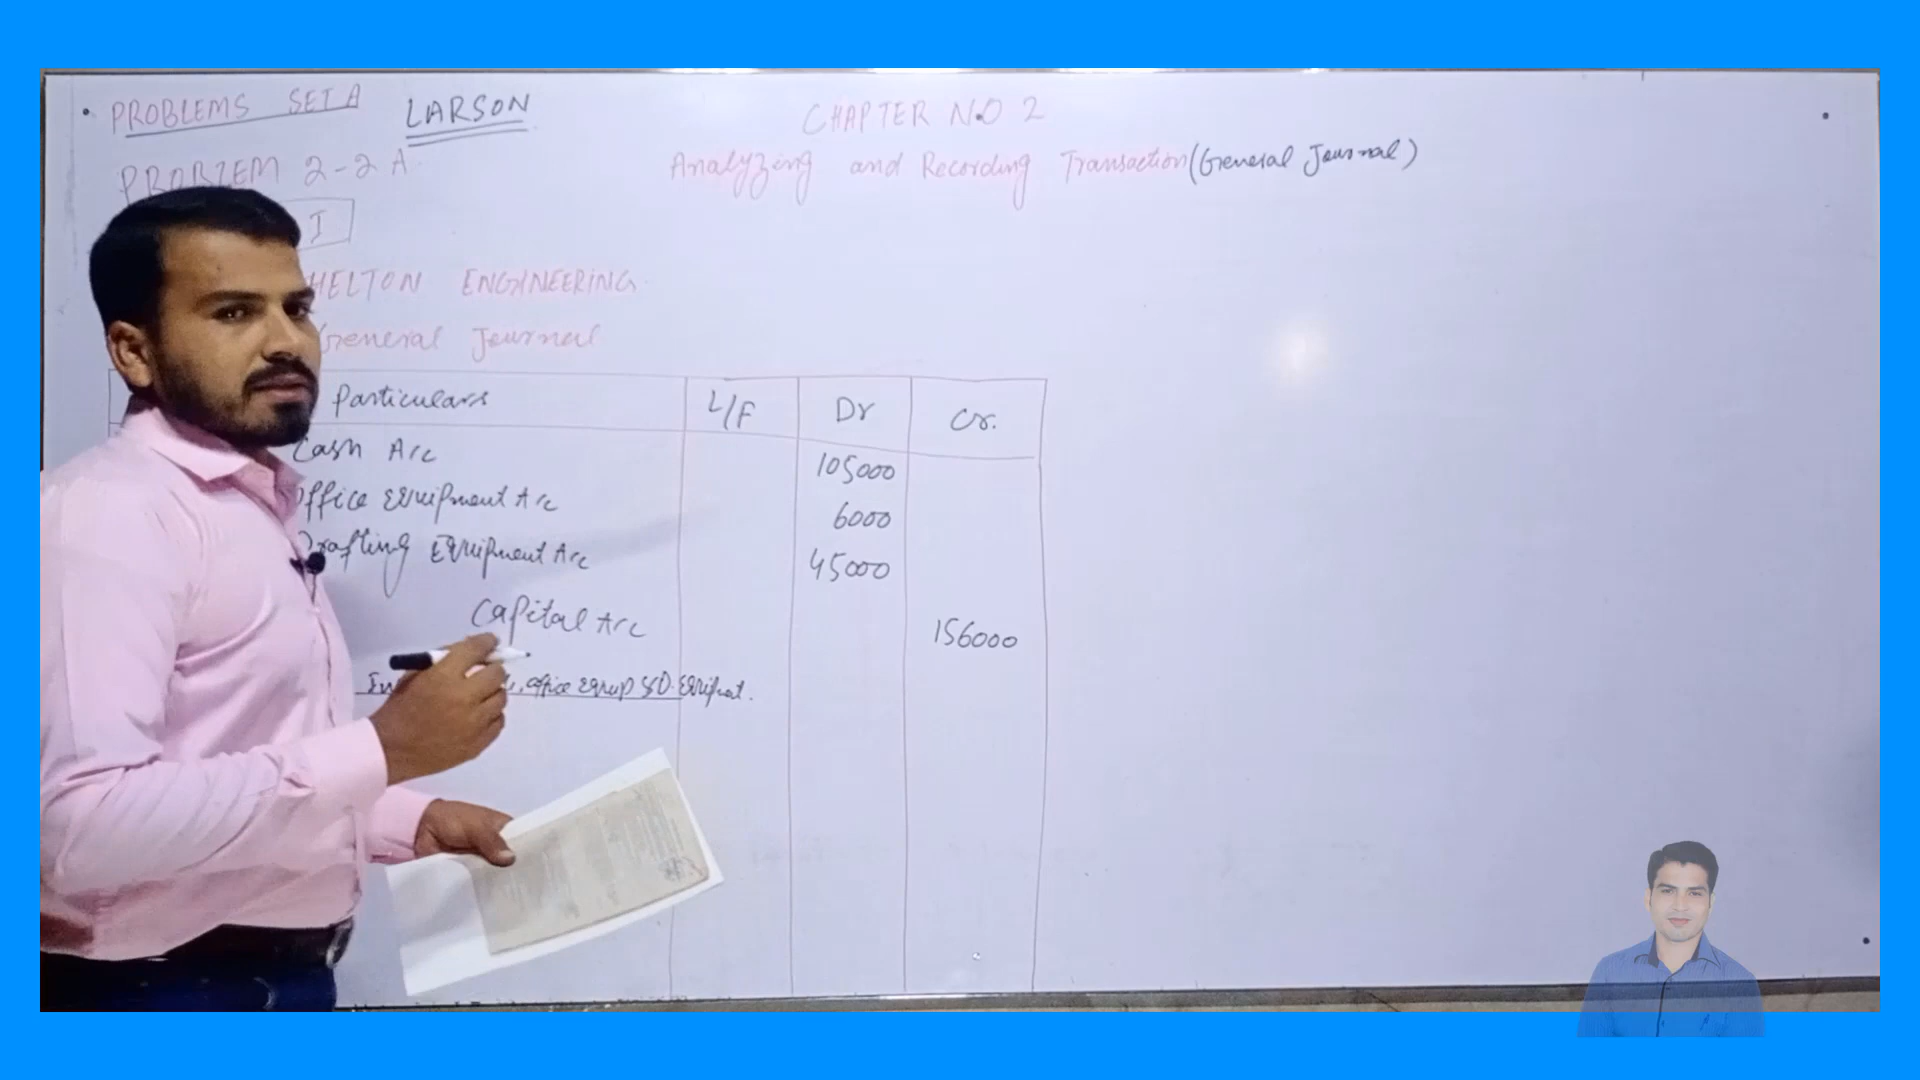 PROBLEMS SET A LARSON
CHAPTER NO 2
PROBLEM 2-2A.
Analyzing and Recording Transaction (General Journal)
I
HELTON ENGINEERING
General Journal
Particulars L/F Dr Cr.
Cash A/c 105000
Office Equipment A/c 6000
Drafting Equipment A/c 45000
Capital A/c 156000
office Equip & D. Equipment.